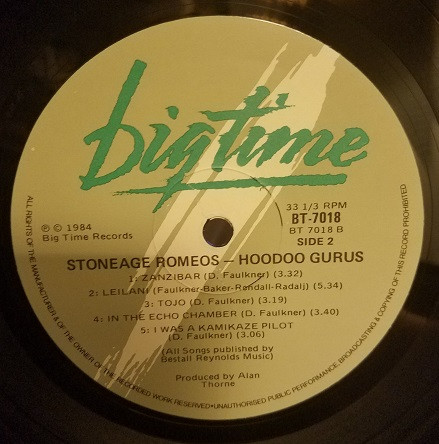 bigtime
℗ © 1984
Big Time Records
33 1/3 RPM
BT-7018
BT 7018 B
SIDE 2
STONEAGE ROMEOS — HOODOO GURUS
1: ZANZIBAR (D. Faulkner) (3.32)
2: LEILANI (Faulkner-Baker-Randall-Radalj) (5.34)
3: TOJO (D. Faulkner) (3.19)
4: IN THE ECHO CHAMBER (D. Faulkner) (3.40)
5: I WAS A KAMIKAZE PILOT
(D. Faulkner) (3.06)
(All Songs published by
Bestall Reynolds Music)
Produced by Alan
Thorne
ALL RIGHTS OF THE MANUFACTURER & OF THE OWNER OF THE RECORDED WORK RESERVED • UNAUTHORISED PUBLIC PERFORMANCE, BROADCASTING & COPYING OF THIS RECORD PROHIBITED